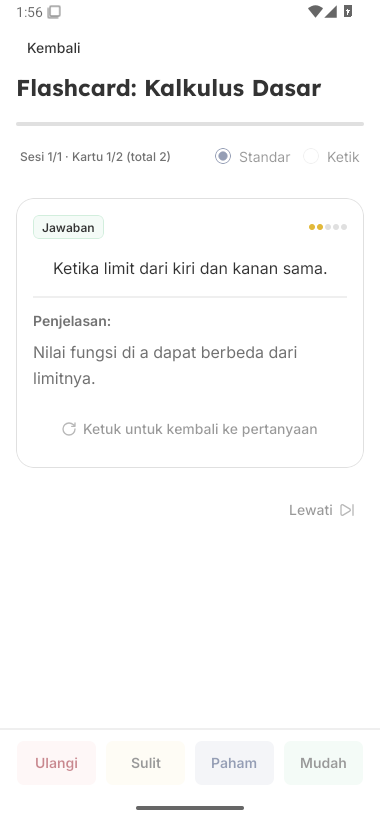 1:56
Kembali
Flashcard: Kalkulus Dasar
Sesi 1/1 · Kartu 1/2 (total 2)
Standar
Ketik
Jawaban
Ketika limit dari kiri dan kanan sama.
Penjelasan:
Nilai fungsi di a dapat berbeda dari
limitnya.
Ketuk untuk kembali ke pertanyaan
Lewati
Ulangi
Sulit
Paham
Mudah